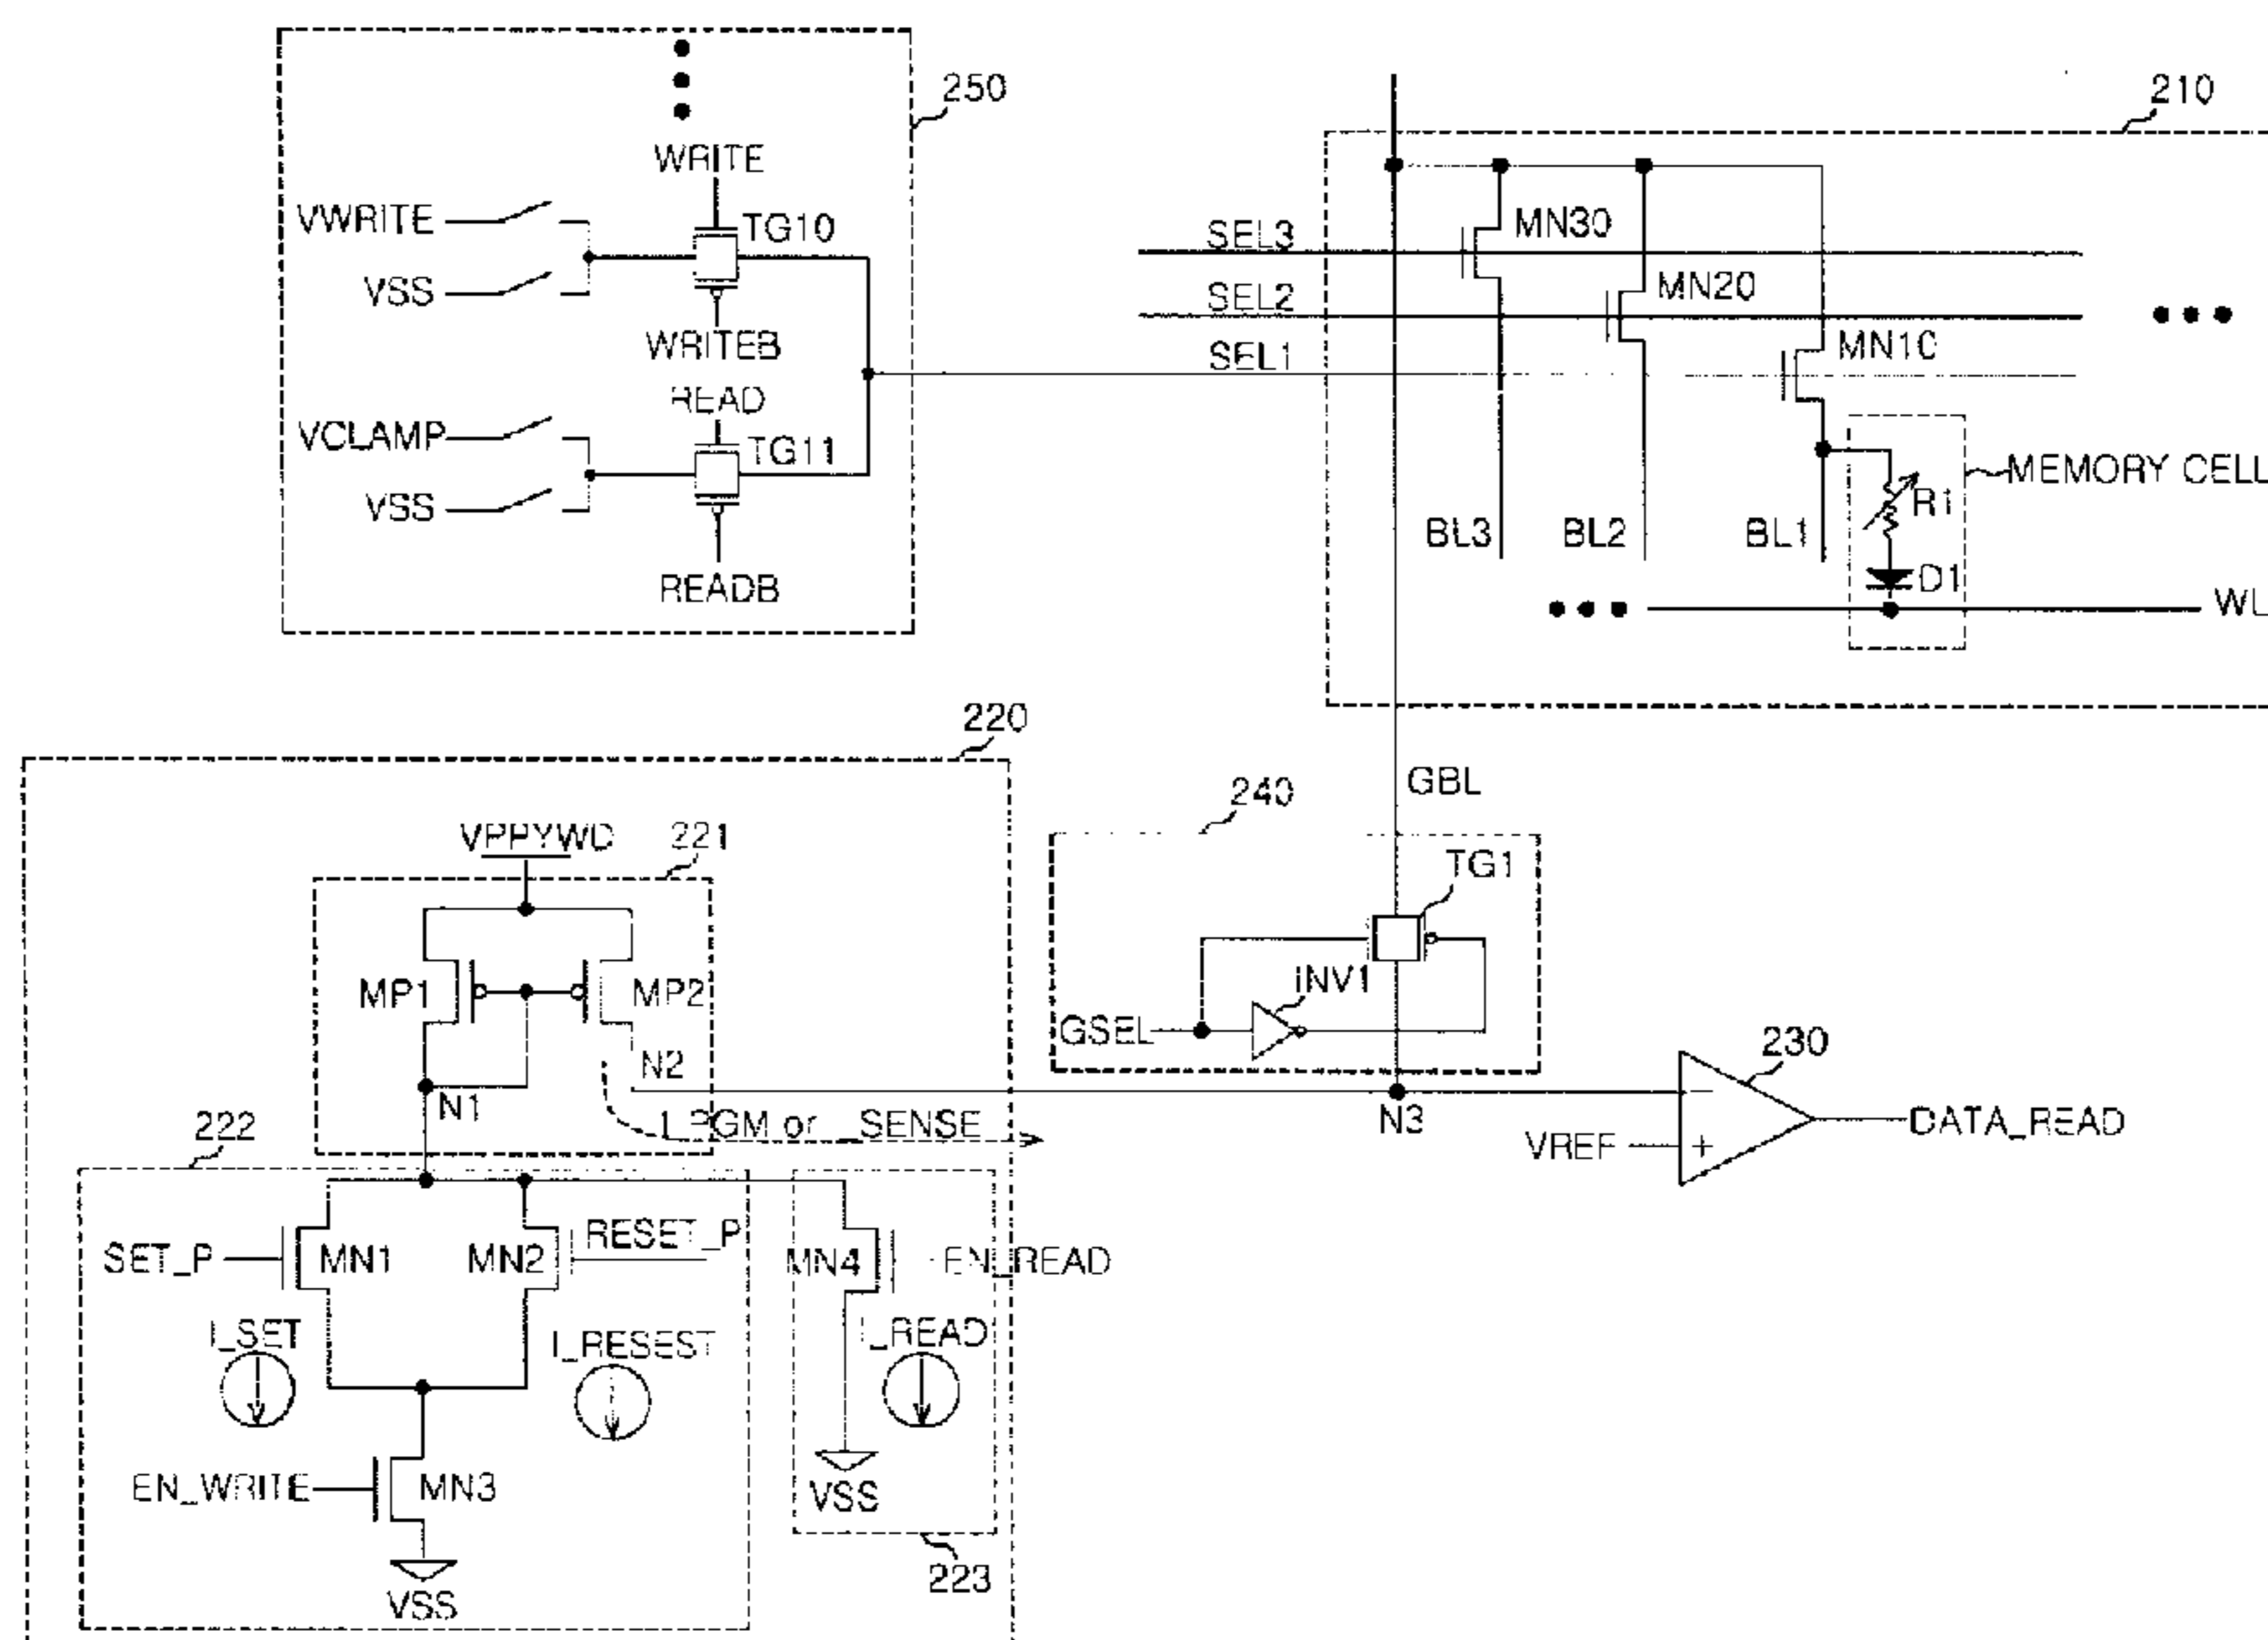 250
WRITE
VWRITE
TG10
VSS
WRITEB
READ
VCLAMP
TG11
VSS
READB
210
SEL3
MN30
SEL2
MN20
SEL1
MN10
MEMORY CELL
R1
BL3
BL2
BL1
D1
WL
220
VPPYWD
221
MP1
MP2
N2
N1
222
SENSE
SET_P
MN1
MN2
RESET_P
MN4
EN_READ
I_SET
I_RESEST
I_READ
EN_WRITE
MN3
VSS
VSS
223
240
GBL
TG1
INV1
GSEL
N3
230
VREF
- 
+
DATA_READ